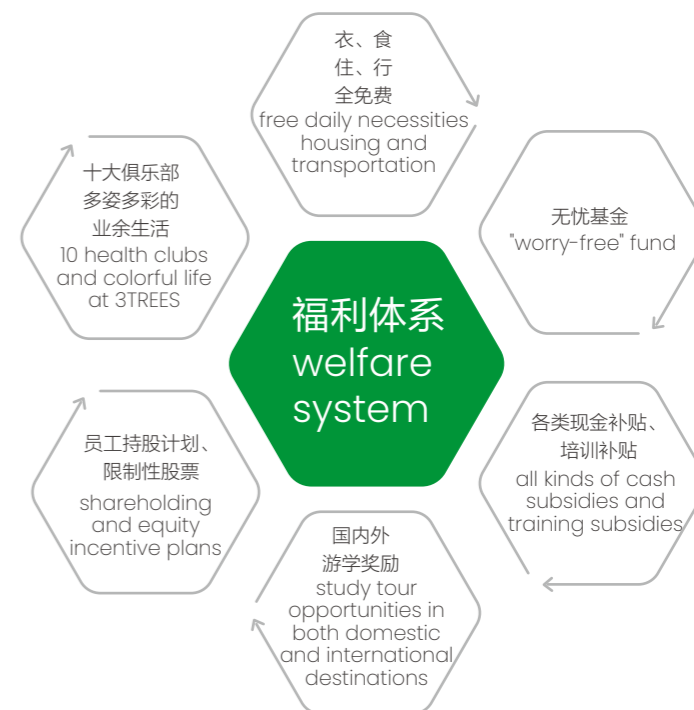 衣、食
住、行
全免费
free daily necessities
housing and
transportation
无忧基金
"worry-free" fund
各类现金补贴、
培训补贴
all kinds of cash
subsidies and
training subsidies
国内外
游学奖励
study tour
opportunities in
both domestic
and international
destinations
员工持股计划、
限制性股票
shareholding
and equity
incentive plans
十大俱乐部
多姿多彩的
业余生活
10 health clubs
and colorful life
at 3TREES
福利体系
welfare
system